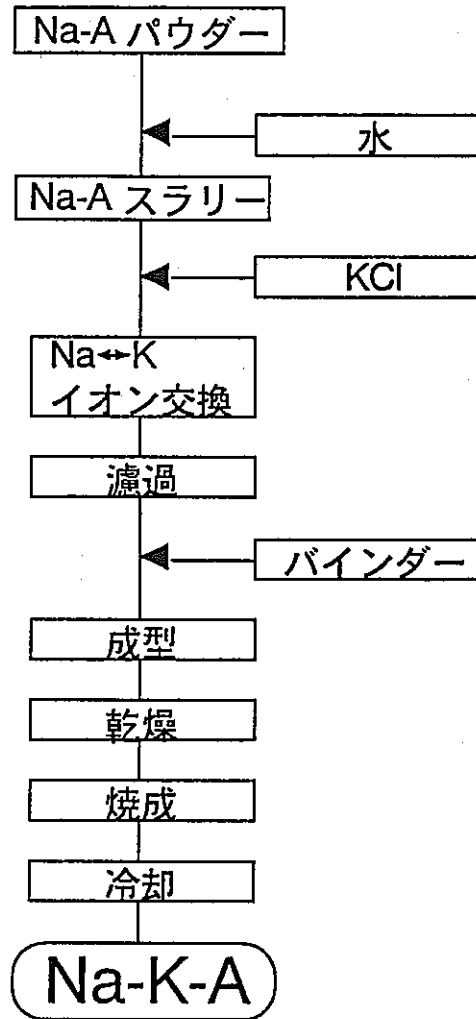 Na-A パウダー
水
Na-A スラリー
KCl
Na↔K
イオン交換
濾過
バインダー
成型
乾燥
焼成
冷却
Na-K-A